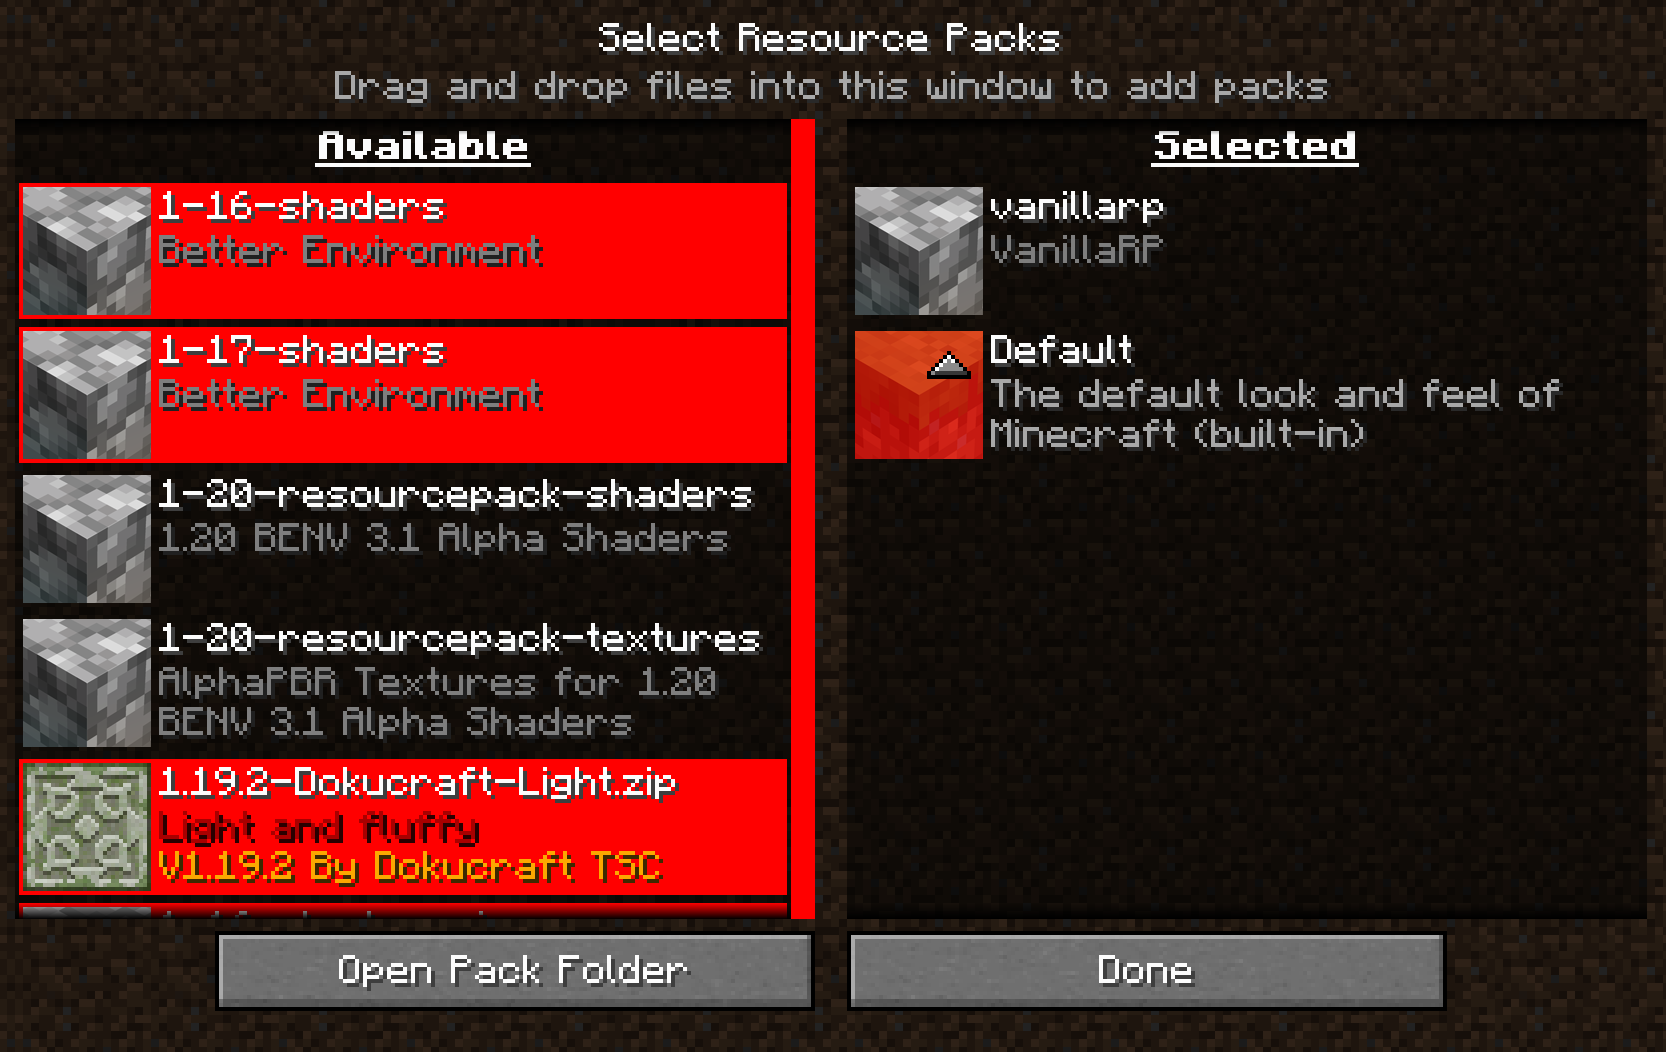 Select Resource Packs
Drag and drop files into this window to add packs
Available
1-16-shaders
Better Environment
1-17-shaders
Better Environment
1-20-resourcepack-shaders
1.20 BENV 3.1 Alpha Shaders
1-20-resourcepack-textures
AlphaPBR Textures for 1.20
BENV 3.1 Alpha Shaders
1.19.2-Dokucraft-Light.zip
Light and fluffy
V1.19.2 By Dokucraft TSC
Selected
vanillarp
VanillaRP
Default
The default look and feel of
Minecraft (built-in)
Open Pack Folder
Done